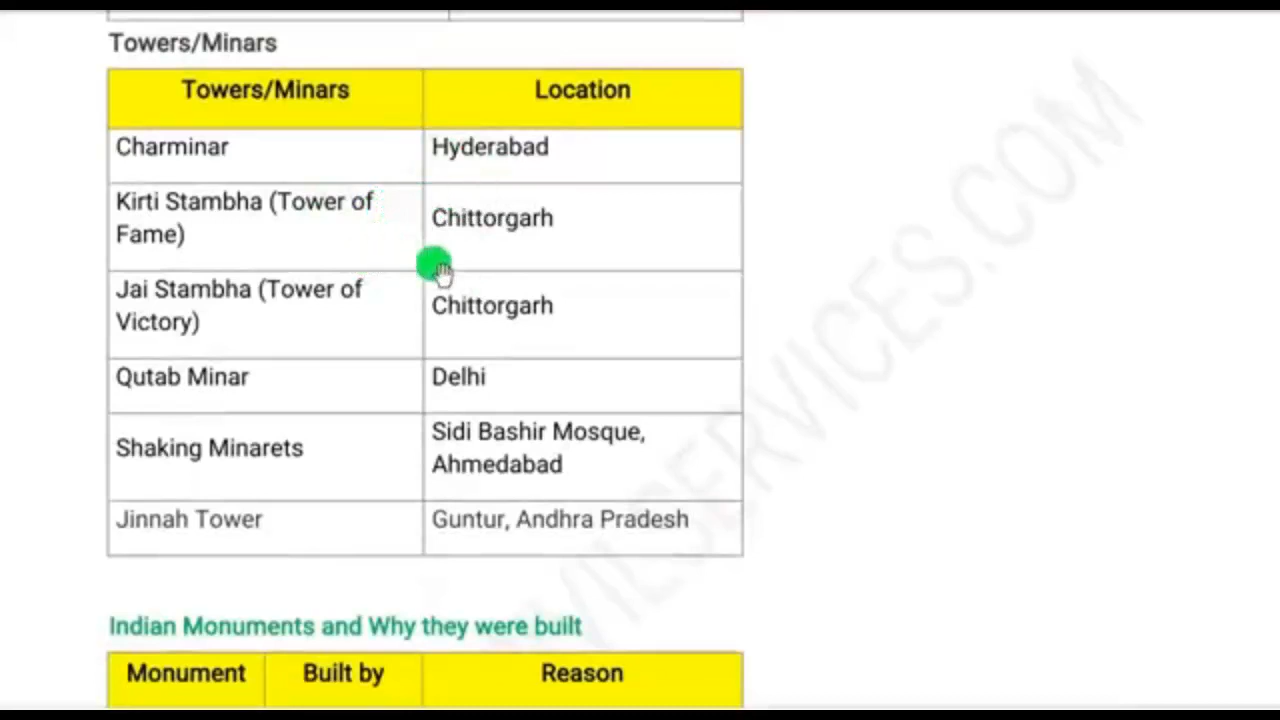 Towers/Minars
Towers/Minars Location
Charminar Hyderabad
Kirti Stambha (Tower of
Fame)
Chittorgarh
Jai Stambha (Tower of
Victory)
Chittorgarh
Qutab Minar Delhi
Shaking Minarets
Sidi Bashir Mosque,
Ahmedabad
Jinnah Tower Guntur, Andhra Pradesh
Indian Monuments and Why they were built
Monument Built by Reason
VILSERVICES.COM